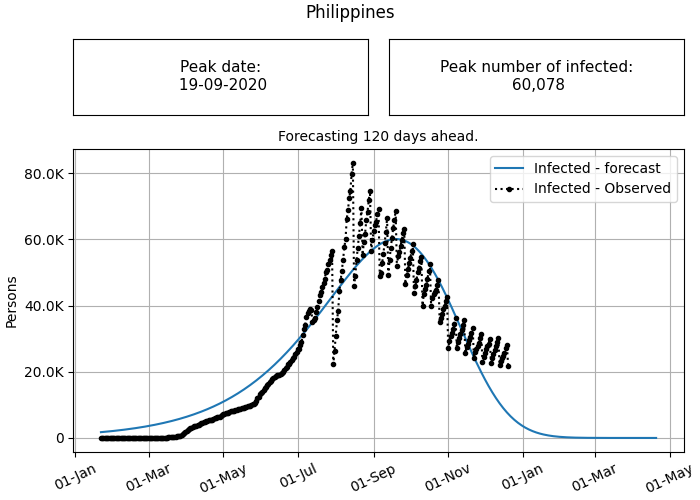 Philippines
Peak date:
19-09-2020
Peak number of infected:
60,078
Forecasting 120 days ahead.
Infected - forecast
Infected - Observed
80.0K
60.0K
40.0K
20.0K
0
Persons
01-Jan
01-Mar
01-May
01-Jul
01-Sep
01-Nov
01-Jan
01-Mar
01-May